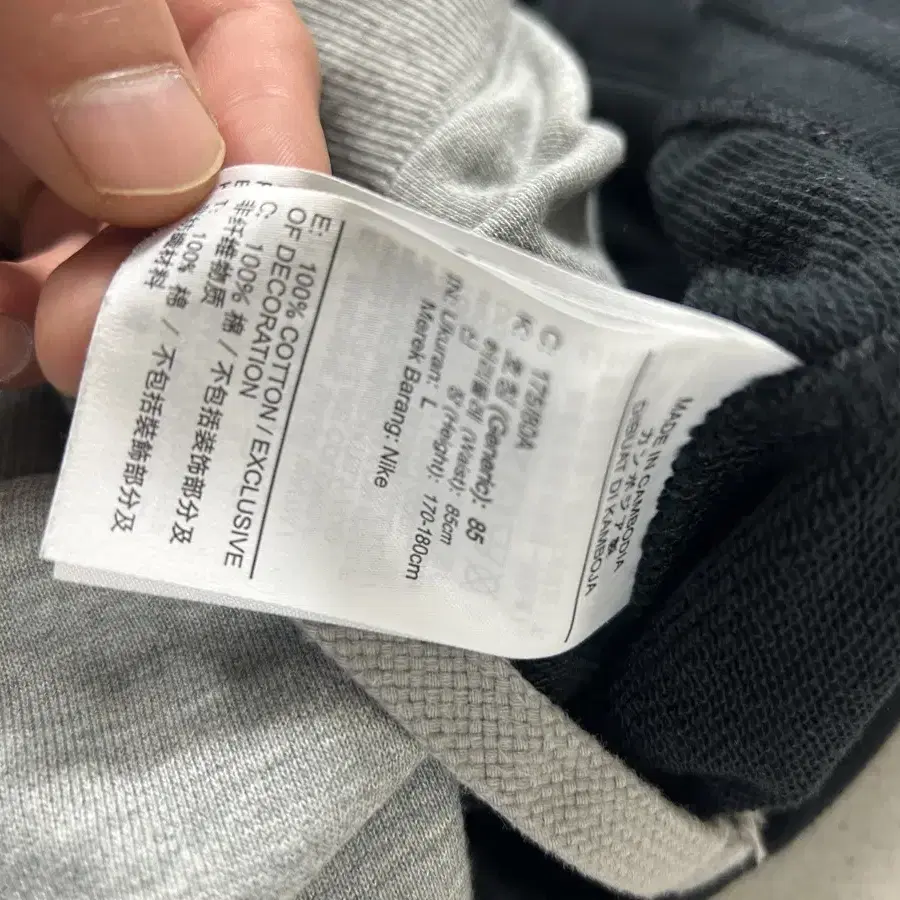 E: 100% COTTON / EXCLUSIVE
OF DECORATION
C: 100% 棉 / 不包括装饰部分及
非纤维物质
100% 棉 / 不包括裝飾部分及
材料
C: 175/80A
K: 호칭 (Generic): 85
허리둘레 (Waist): 85cm
신장 (Height): 170-180cm
IN: Ukuran: L
Merek Barang: Nike
MADE IN CAMBODIA
カンボジア製
DIBUAT DI KAMBOJA